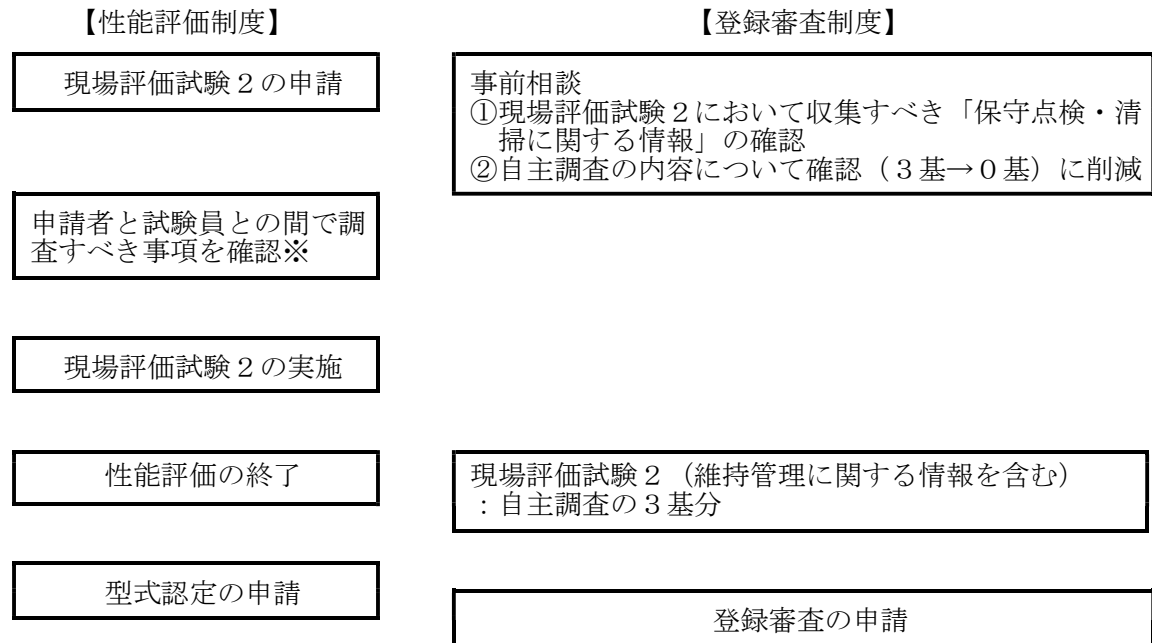 【性能評価制度】
【登録審査制度】
現場評価試験２の申請
事前相談
①現場評価試験２において収集すべき「保守点検・清
掃に関する情報」の確認
②自主調査の内容について確認（３基→０基）に削減
申請者と試験員との間で調
査すべき事項を確認※
現場評価試験２の実施
性能評価の終了
現場評価試験２（維持管理に関する情報を含む）
：自主調査の３基分
型式認定の申請
登録審査の申請